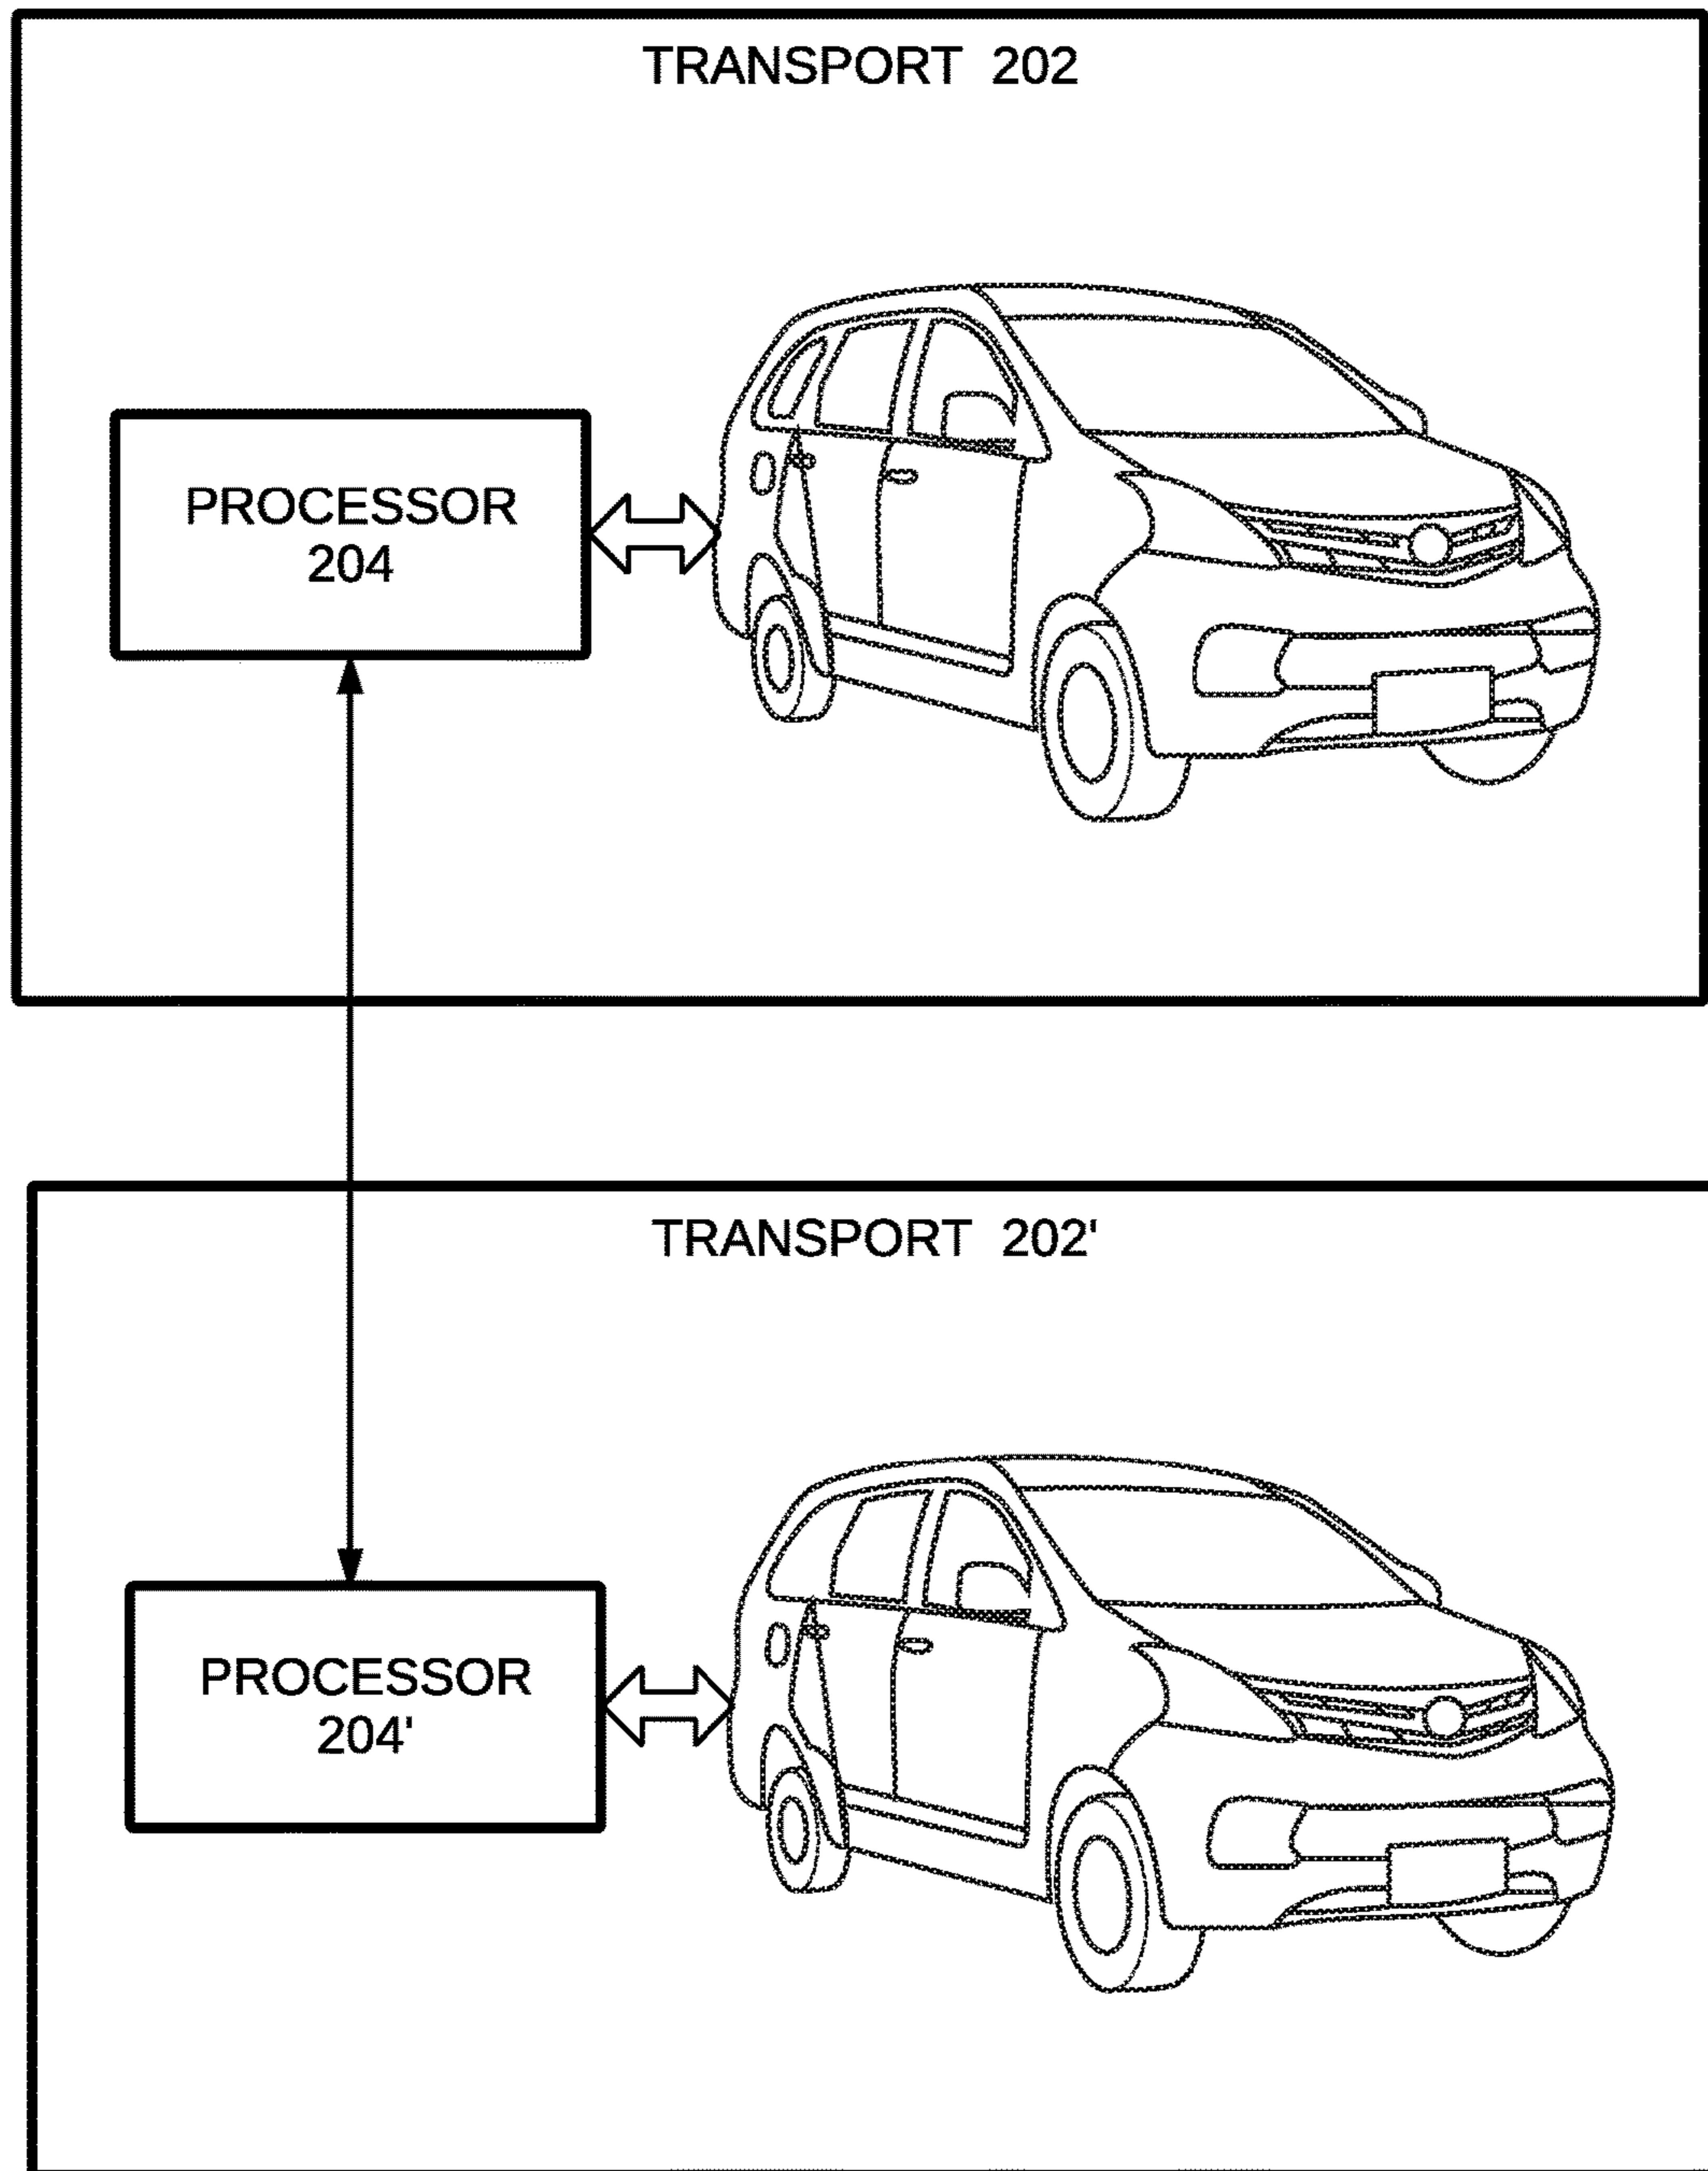 TRANSPORT 202
PROCESSOR
204
TRANSPORT 202'
PROCESSOR
204'